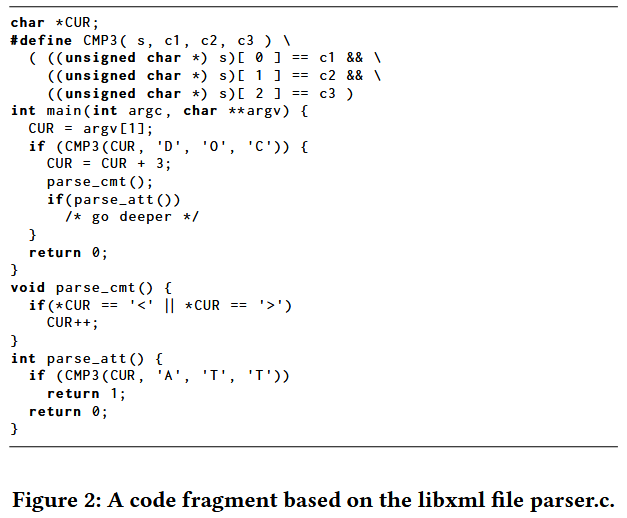 char *CUR;
#define CMP3( s, c1, c2, c3 ) \
  ( ((unsigned char *) s)[ 0 ] == c1 && \
    ((unsigned char *) s)[ 1 ] == c2 && \
    ((unsigned char *) s)[ 2 ] == c3 )
int main(int argc, char **argv) {
  CUR = argv[1];
  if (CMP3(CUR, 'D', 'O', 'C')) {
    CUR = CUR + 3;
    parse_cmt();
    if(parse_att())
      /* go deeper */
  }
  return 0;
}
void parse_cmt() {
  if(*CUR == '<' || *CUR == '>')
    CUR++;
}
int parse_att() {
  if (CMP3(CUR, 'A', 'T', 'T'))
    return 1;
  return 0;
}
Figure 2: A code fragment based on the libxml file parser.c.